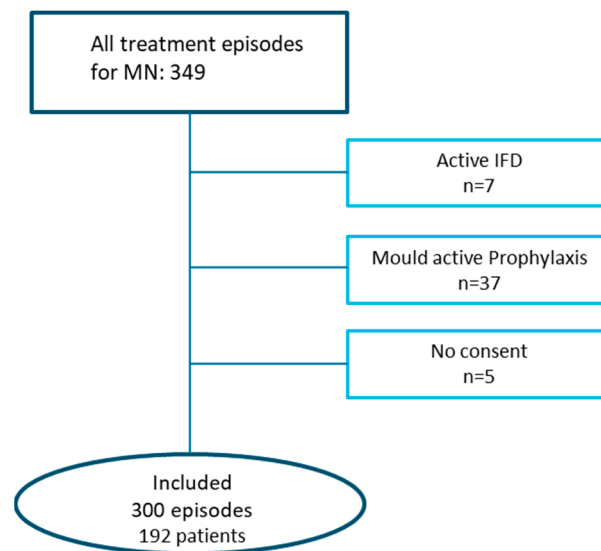 All treatment episodes
for MN: 349
Active IFD
n=7
Mould active Prophylaxis
n=37
No consent
n=5
Included
300 episodes
192 patients